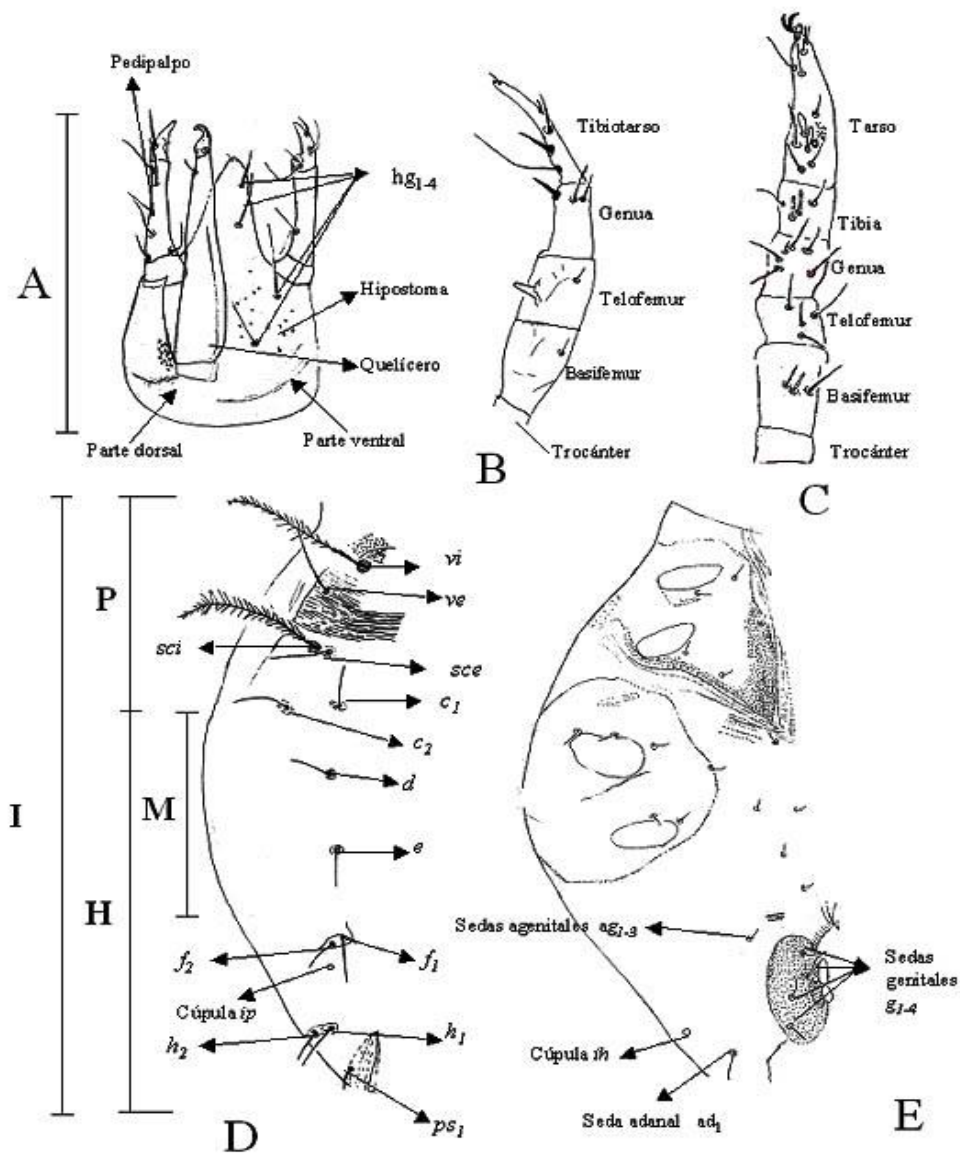 Pedipalpo
hg1-4
Hipostoma
Quelícero
Parte dorsal
Parte ventral
A
Tibiotarso
Genua
Telofemur
Basifemur
Trocánter
B
Tarso
Tibia
Genua
Telofemur
Basifemur
Trocánter
C
I
P
H
M
vi
ve
sci
sce
c1
c2
d
e
f2
f1
Cúpula ip
h2
h1
ps1
D
Sedas agenitales ag1-3
Sedas
genitales
g1-4
Cúpula ih
Seda adanal ad1
E